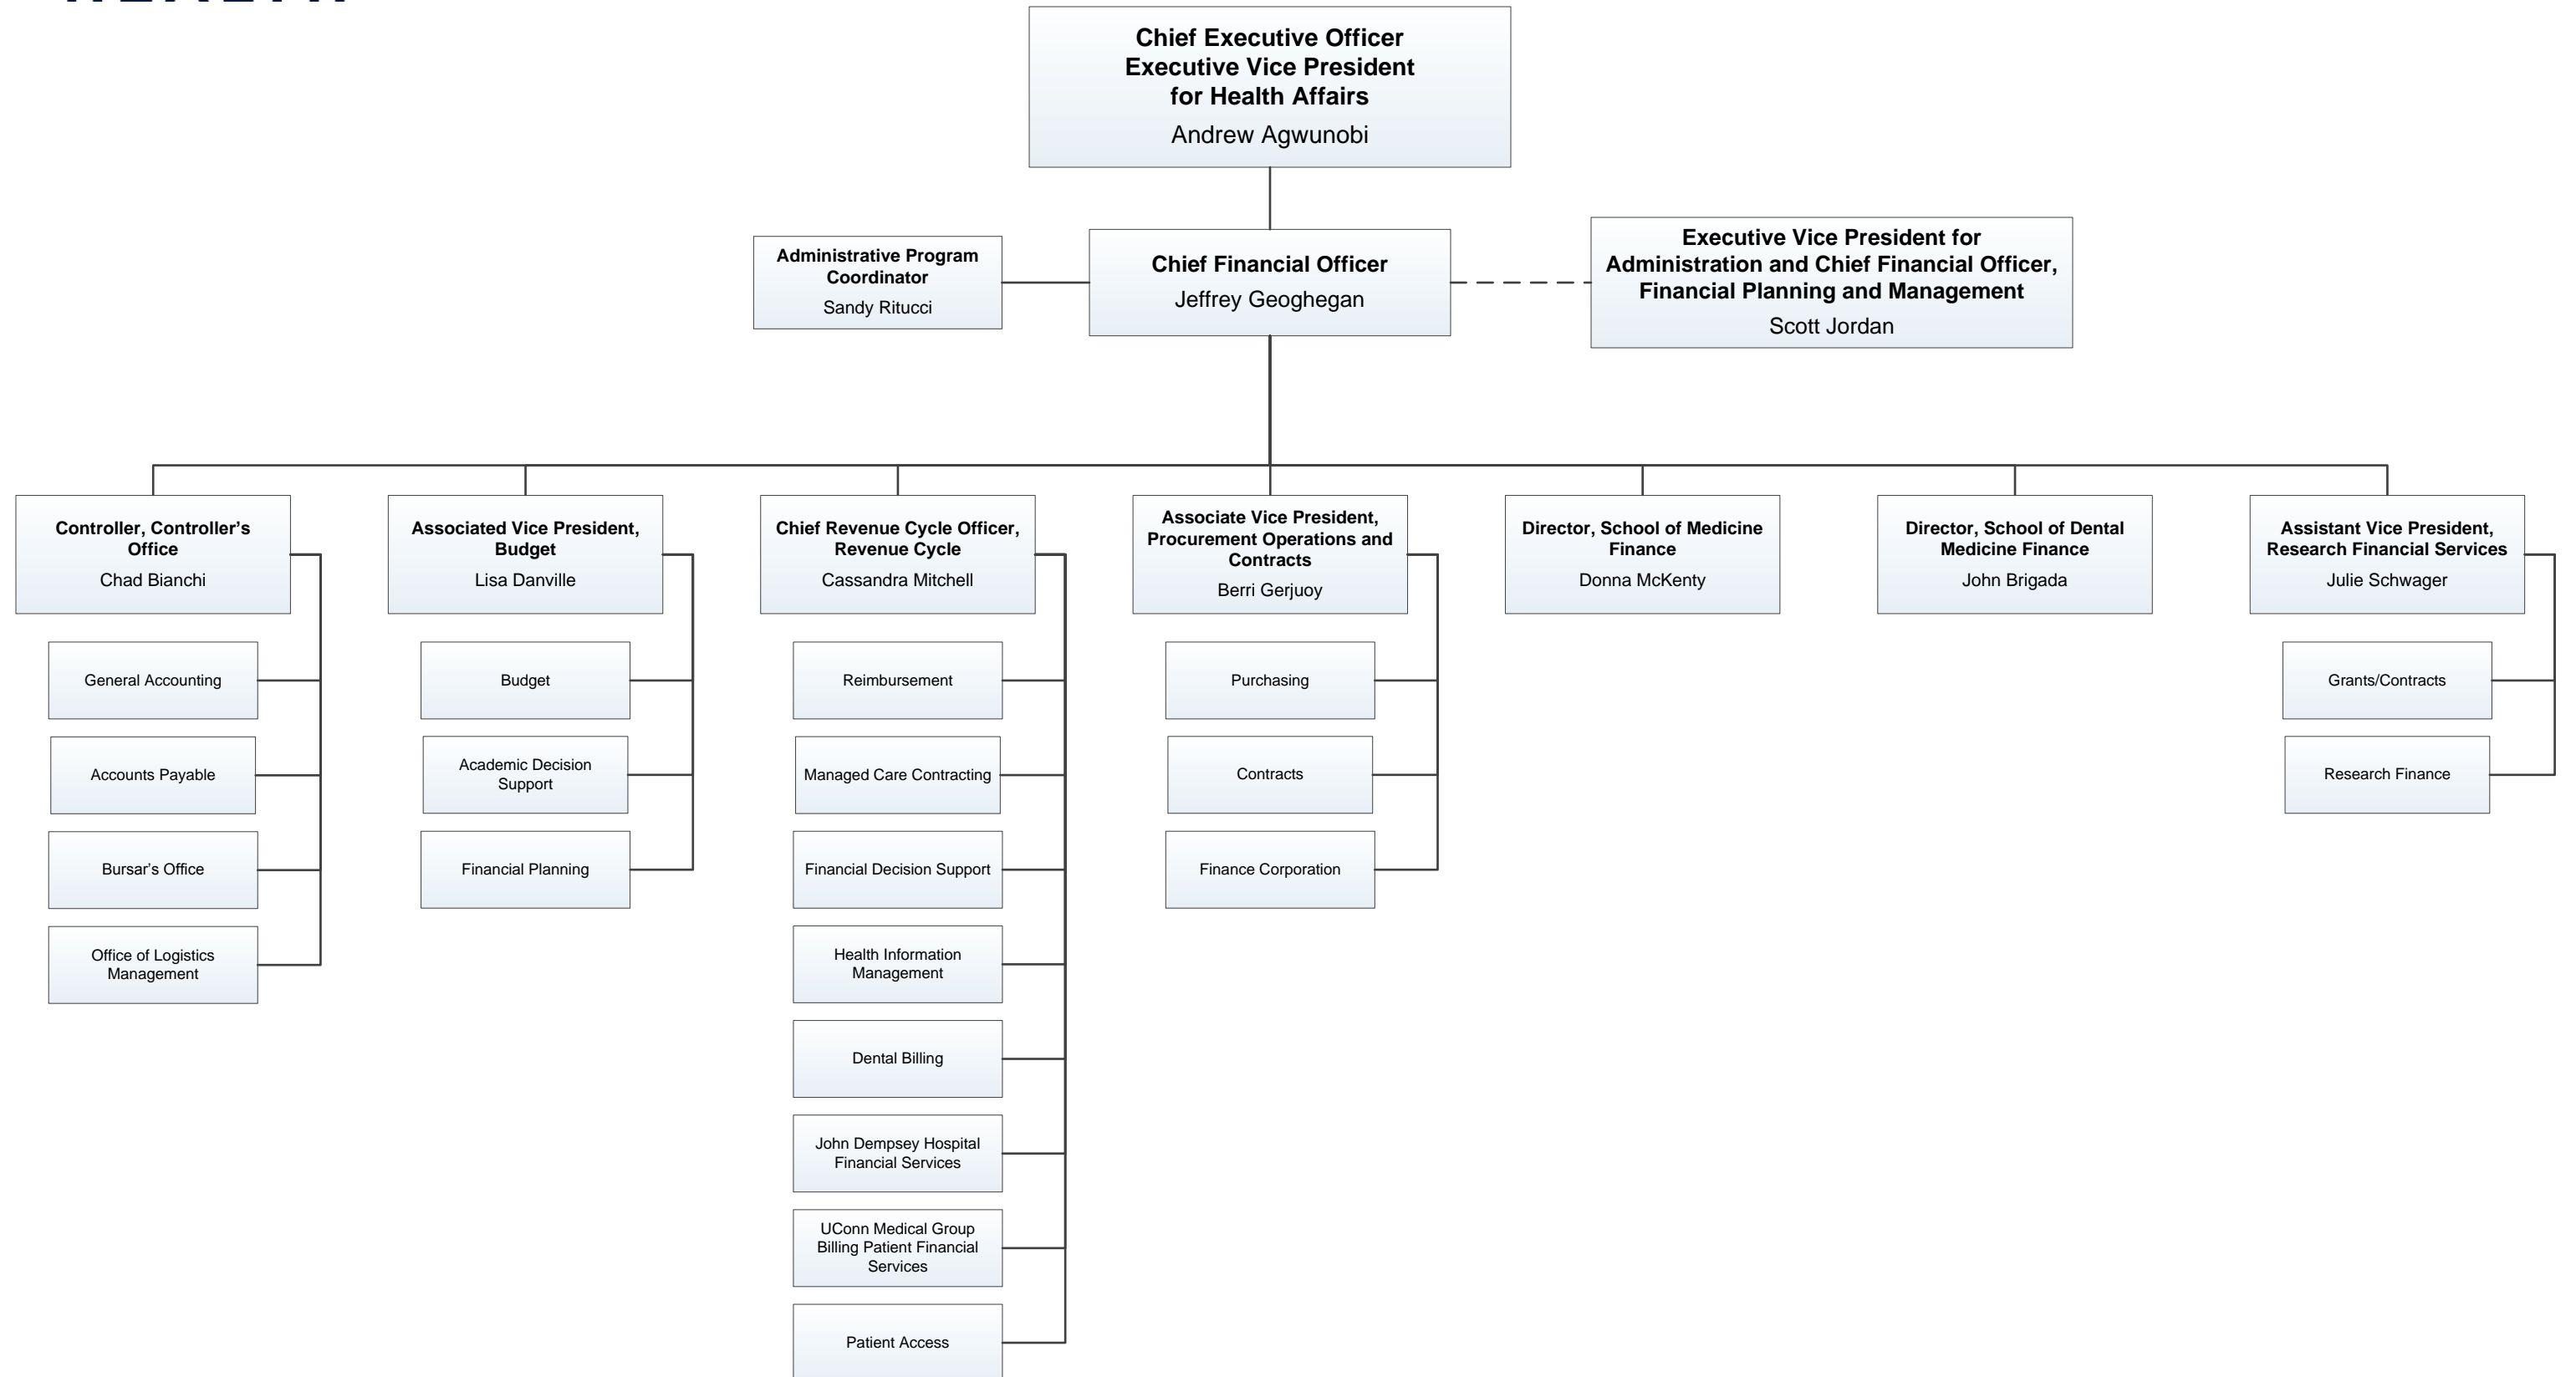 Chief Executive Officer
Executive Vice President
for Health Affairs
Andrew Agwunobi
Administrative Program
Coordinator
Sandy Ritucci
Chief Financial Officer
Jeffrey Geoghegan
Executive Vice President for
Administration and Chief Financial Officer,
Financial Planning and Management
Scott Jordan
Controller, Controller’s
Office
Chad Bianchi
General Accounting
Accounts Payable
Bursar’s Office
Office of Logistics
Management
Associated Vice President,
Budget
Lisa Danville
Budget
Academic Decision
Support
Financial Planning
Chief Revenue Cycle Officer,
Revenue Cycle
Cassandra Mitchell
Reimbursement
Managed Care Contracting
Financial Decision Support
Health Information
Management
Dental Billing
John Dempsey Hospital
Financial Services
UConn Medical Group
Billing Patient Financial
Services
Patient Access
Associate Vice President,
Procurement Operations and
Contracts
Berri Gerjuoy
Purchasing
Contracts
Finance Corporation
Director, School of Medicine
Finance
Donna McKenty
Director, School of Dental
Medicine Finance
John Brigada
Assistant Vice President,
Research Financial Services
Julie Schwager
Grants/Contracts
Research Finance